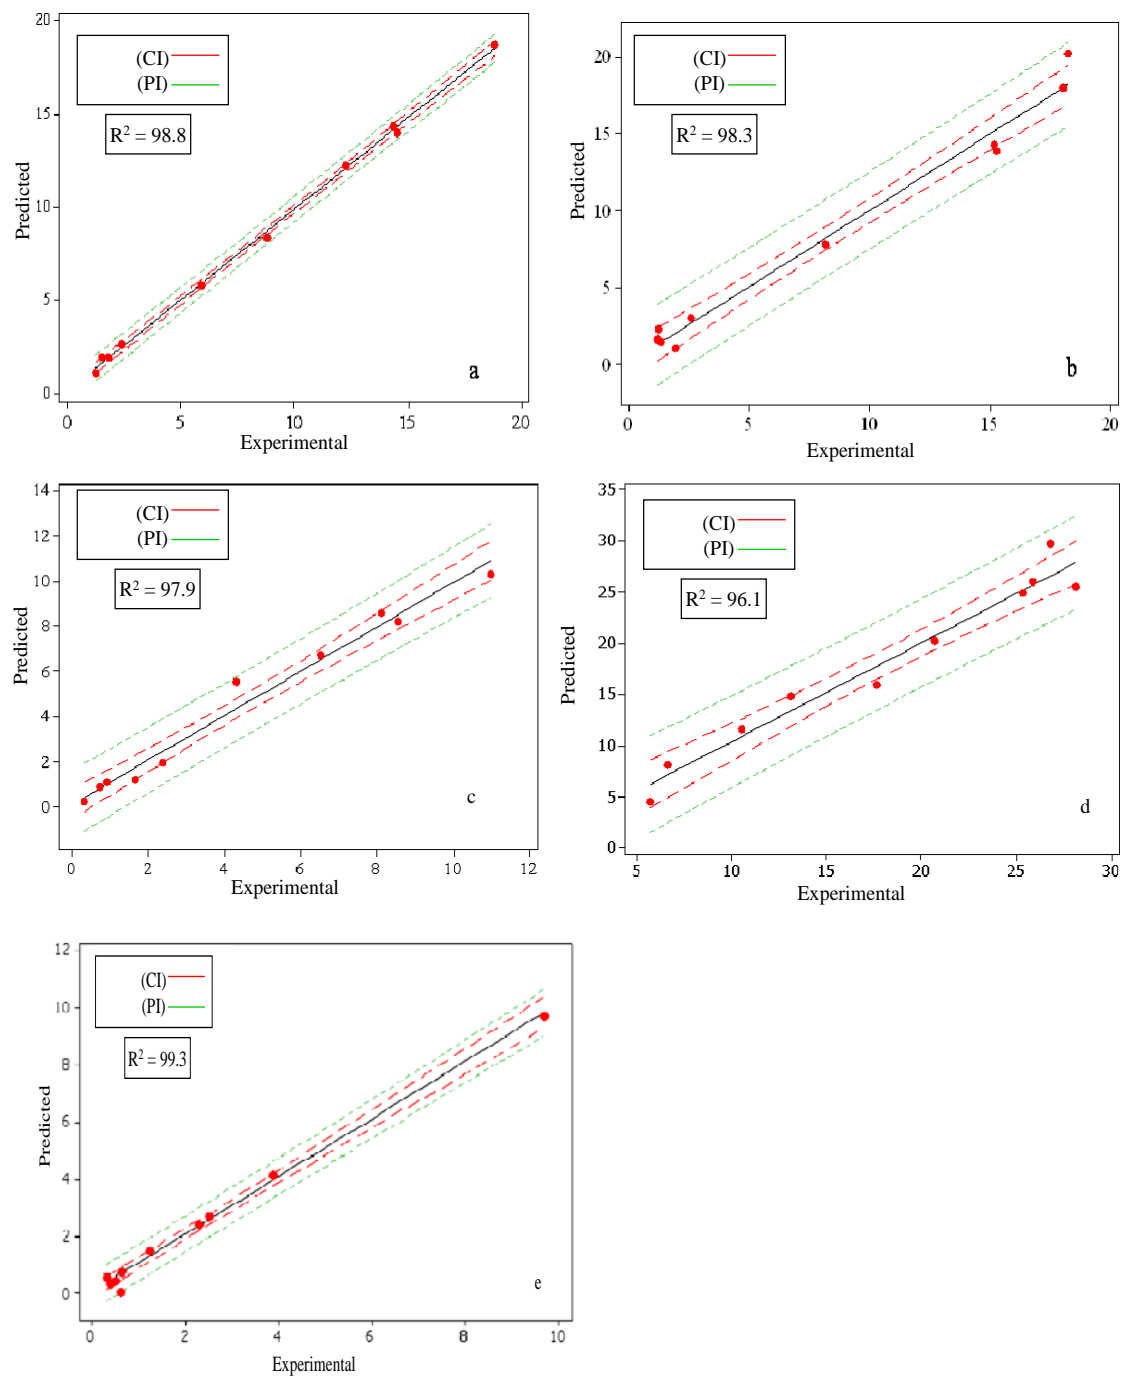 20
(CI)
(PI)
15
R² = 98.8
Predicted
10
5
0
a
0 5 10 15 20
Experimental
20
(CI)
(PI)
15
R² = 98.3
Predicted
10
5
0
b
0 5 10 15 20
Experimental
14
(CI)
(PI)
12
R² = 97.9
10
8
Predicted
6
4
2
0
c
0 2 4 6 8 10 12
Experimental
35
(CI)
(PI)
30
R² = 96.1
25
20
Predicted
15
10
5
0
d
5 10 15 20 25 30
Experimental
12
(CI)
(PI)
10
R² = 99.3
8
Predicted
6
4
2
0
e
0 2 4 6 8 10
Experimental